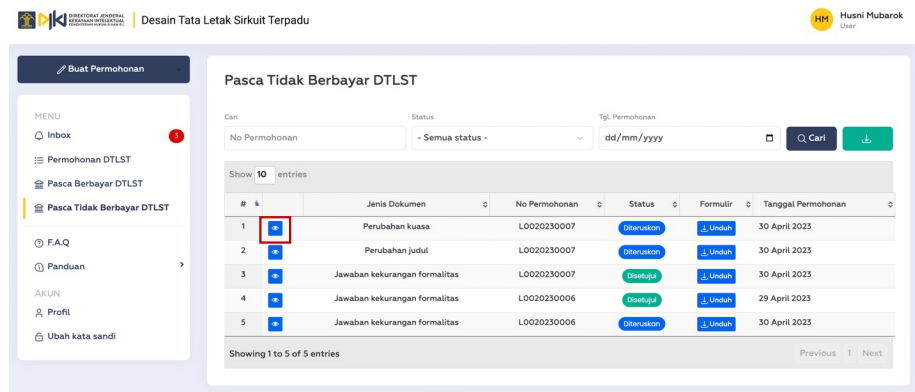 DIREKTORAT JENDERAL
KEKAYAAN INTELEKTUAL
Desain Tata Letak Sirkuit Terpadu
HM
Husni Mubarok
User
Buat Permohonan
MENU
Inbox
3
Permohonan DTLST
Pasca Berbayar DTLST
Pasca Tidak Berbayar DTLST
F.A.Q
Panduan
AKUN
Profil
Ubah kata sandi
Pasca Tidak Berbayar DTLST
Cari
Status
Tgl. Permohonan
No Permohonan
- Semua status -
dd/mm/yyyy
Cari
Show 10 entries
# Jenis Dokumen No Permohonan Status Formulir Tanggal Permohonan
1 Perubahan kuasa L0020230007 Diteruskan Unduh 30 April 2023
2 Perubahan judul L0020230007 Diteruskan Unduh 30 April 2023
3 Jawaban kekurangan formalitas L0020230007 Disetujui Unduh 30 April 2023
4 Jawaban kekurangan formalitas L0020230006 Disetujui Unduh 29 April 2023
5 Jawaban kekurangan formalitas L0020230006 Diteruskan Unduh 30 April 2023
Showing 1 to 5 of 5 entries
Previous 1 Next